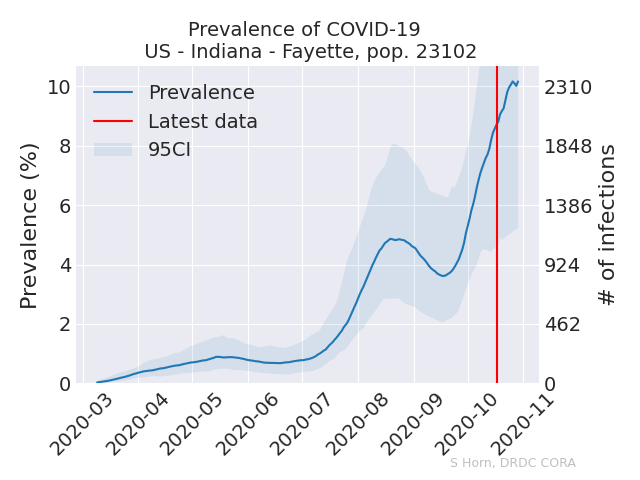 Prevalence of COVID-19
US - Indiana - Fayette, pop. 23102
Prevalence
Latest data
95CI
Prevalence (%)
10
8
6
4
2
0
2310
1848
1386
924
462
0
# of infections
2020-03
2020-04
2020-05
2020-06
2020-07
2020-08
2020-09
2020-10
2020-11
S Horn, DRDC CORA